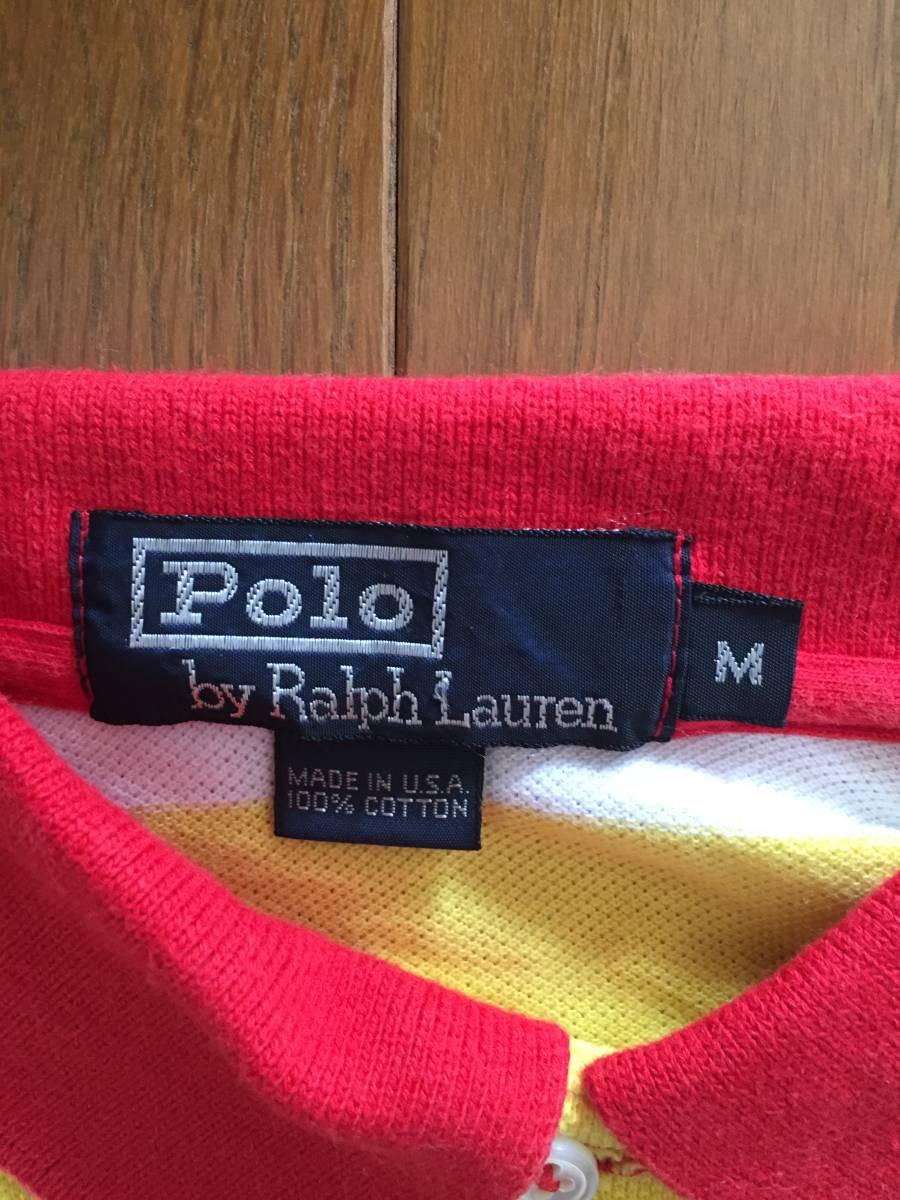 Polo
by Ralph Lauren
M
MADE IN U.S.A.
100% COTTON